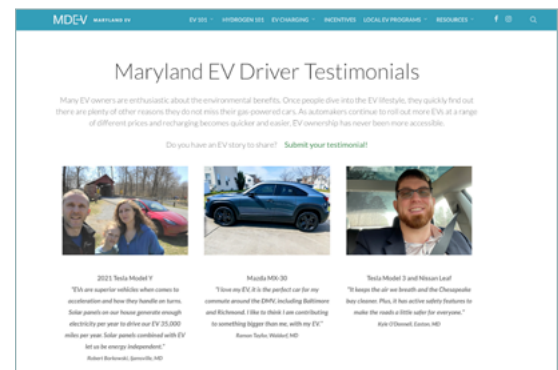 MDEV MARYLAND EV EV 101 HYDROGEN 101 EV CHARGING INCENTIVES LOCAL EV PROGRAMS RESOURCES
Maryland EV Driver Testimonials
Many EV owners are enthusiastic about the environmental benefits. Once people dive into the EV lifestyle, they quickly find out
there are plenty of other reasons they do not miss their gas-powered cars. As automakers continue to roll out more EVs at a range
of different prices and recharging becomes quicker and easier, EV ownership has never been more accessible.
Do you have an EV story to share? Submit your testimonial!
2021 Tesla Model Y
"EVs are superior vehicles when comes to
acceleration and how they handle on turns.
Solar panels on our house generate enough
electricity per year to drive our EV 35,000
miles per year. Solar panels combined with EV
let us be energy independent."
Robert Borkowski, Ijamsville, MD
Mazda MX-30
"I love my EV, it is the perfect car for my
commute around the DMV, including Baltimore
and Richmond. I like to think I am contributing
to something bigger than me, with my EV."
Ramon Taylor, Waldorf, MD
Tesla Model 3 and Nissan Leaf
"It keeps the air we breath and the Chesapeake
bay cleaner. Plus, it has active safety features to
make the roads a little safer for everyone."
Kyle O'Donnell, Easton, MD